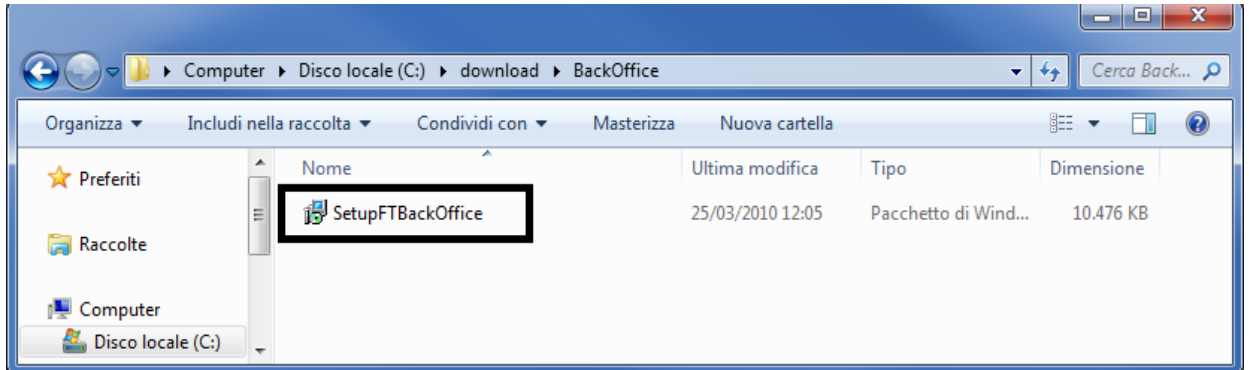 Computer Disco locale (C:) download BackOffice Cerca Back...
Organizza Includi nella raccolta Condividi con Masterizza Nuova cartella
Preferiti Nome Ultima modifica Tipo Dimensione
SetupFTBackOffice 25/03/2010 12:05 Pacchetto di Wind... 10.476 KB
Raccolte
Computer
Disco locale (C:)